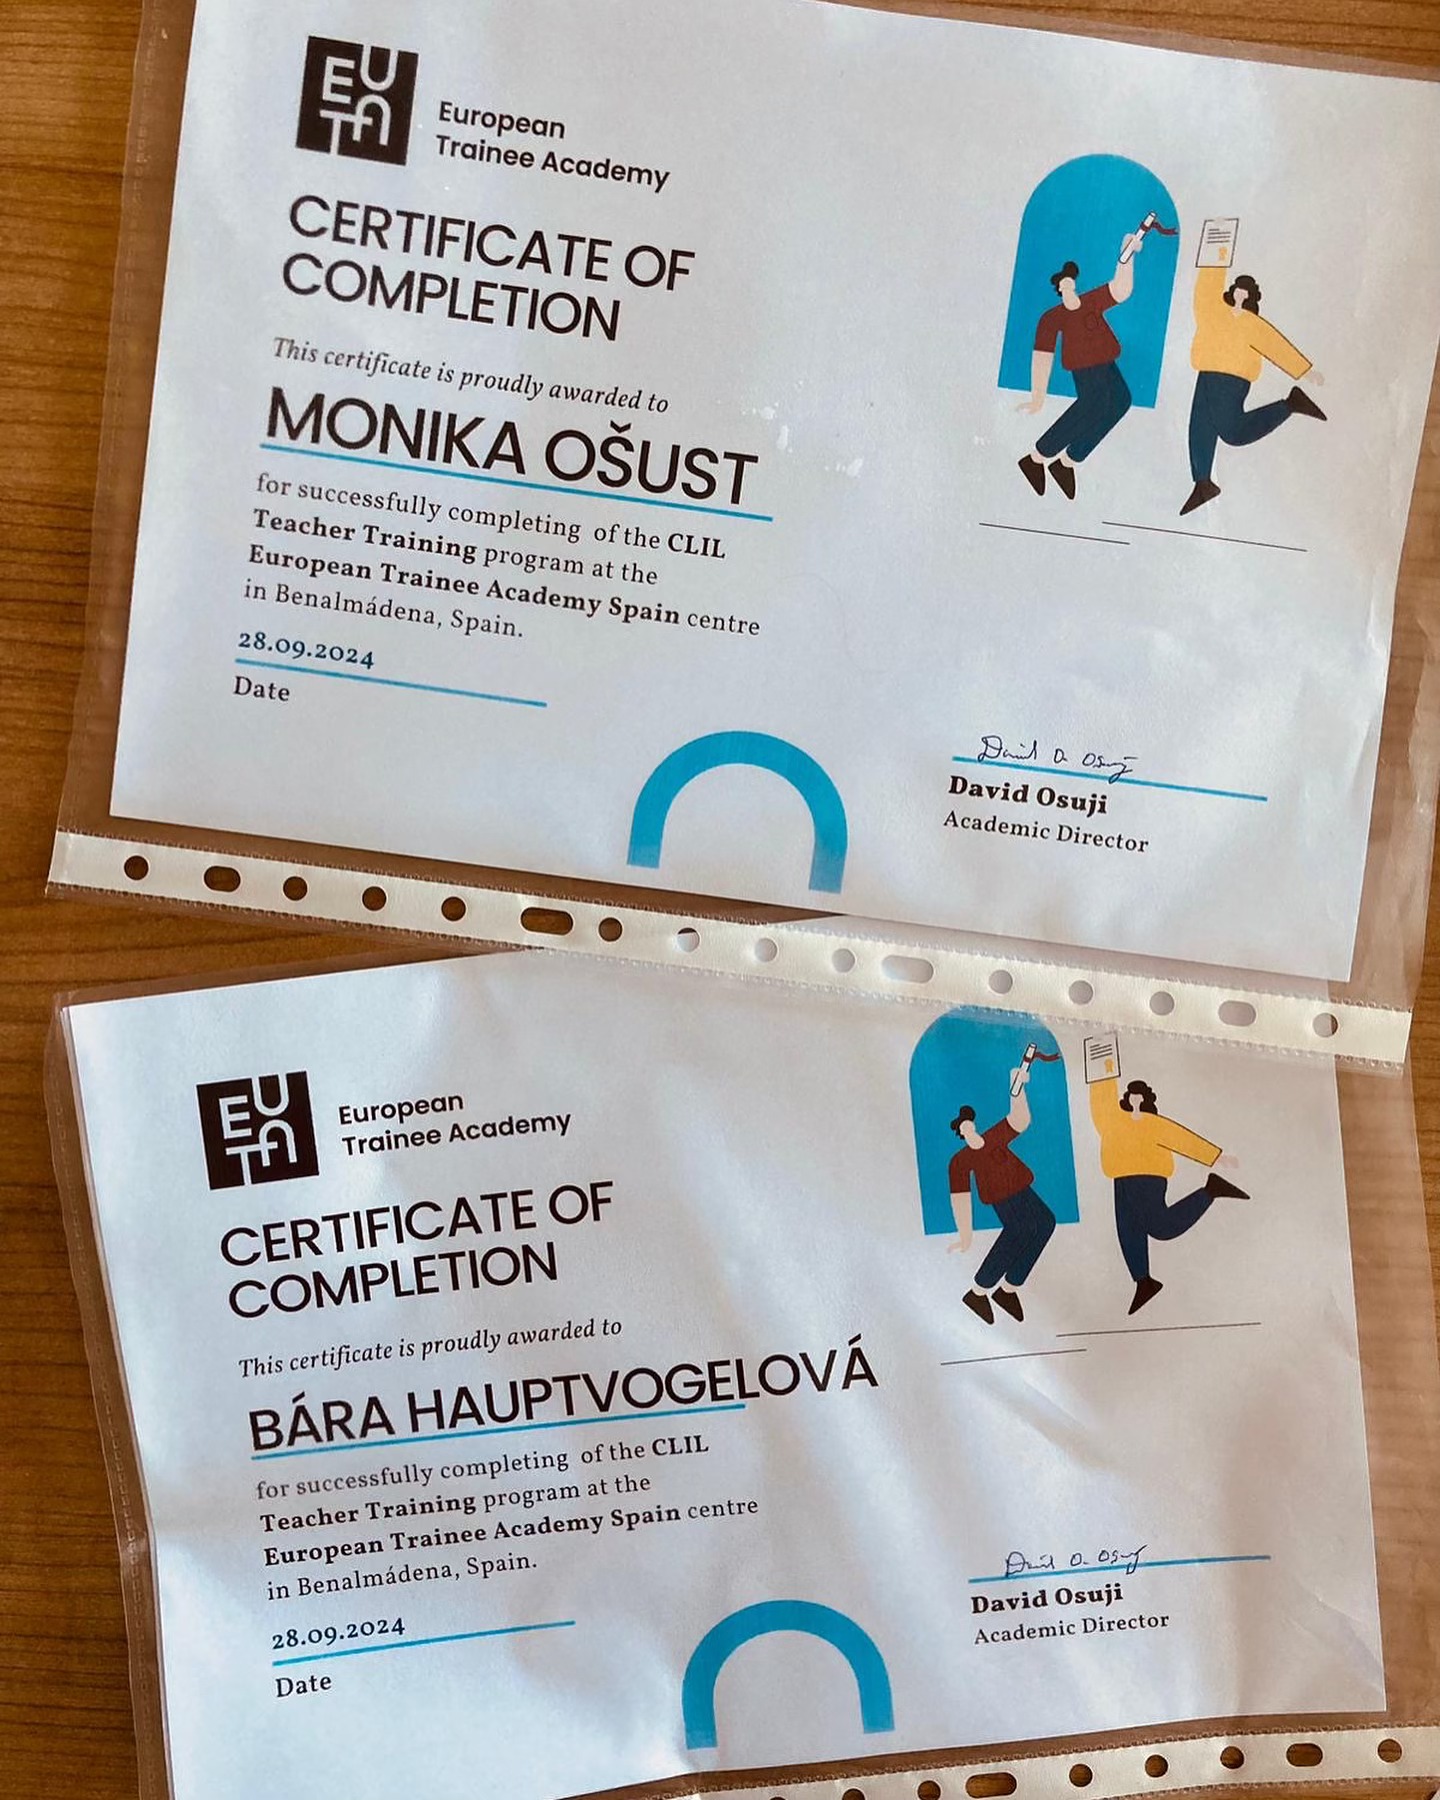 EU
TA
European
Trainee Academy
CERTIFICATE OF
COMPLETION
This certificate is proudly awarded to
MONIKA OŠUST
for successfully completing of the CLIL
Teacher Training program at the
European Trainee Academy Spain centre
in Benalmádena, Spain.
28.09.2024
Date
David O. Osuji
David Osuji
Academic Director
EU
TA
European
Trainee Academy
CERTIFICATE OF
COMPLETION
This certificate is proudly awarded to
BÁRA HAUPTVOGELOVÁ
for successfully completing of the CLIL
Teacher Training program at the
European Trainee Academy Spain centre
in Benalmádena, Spain.
28.09.2024
Date
David O. Osuji
David Osuji
Academic Director